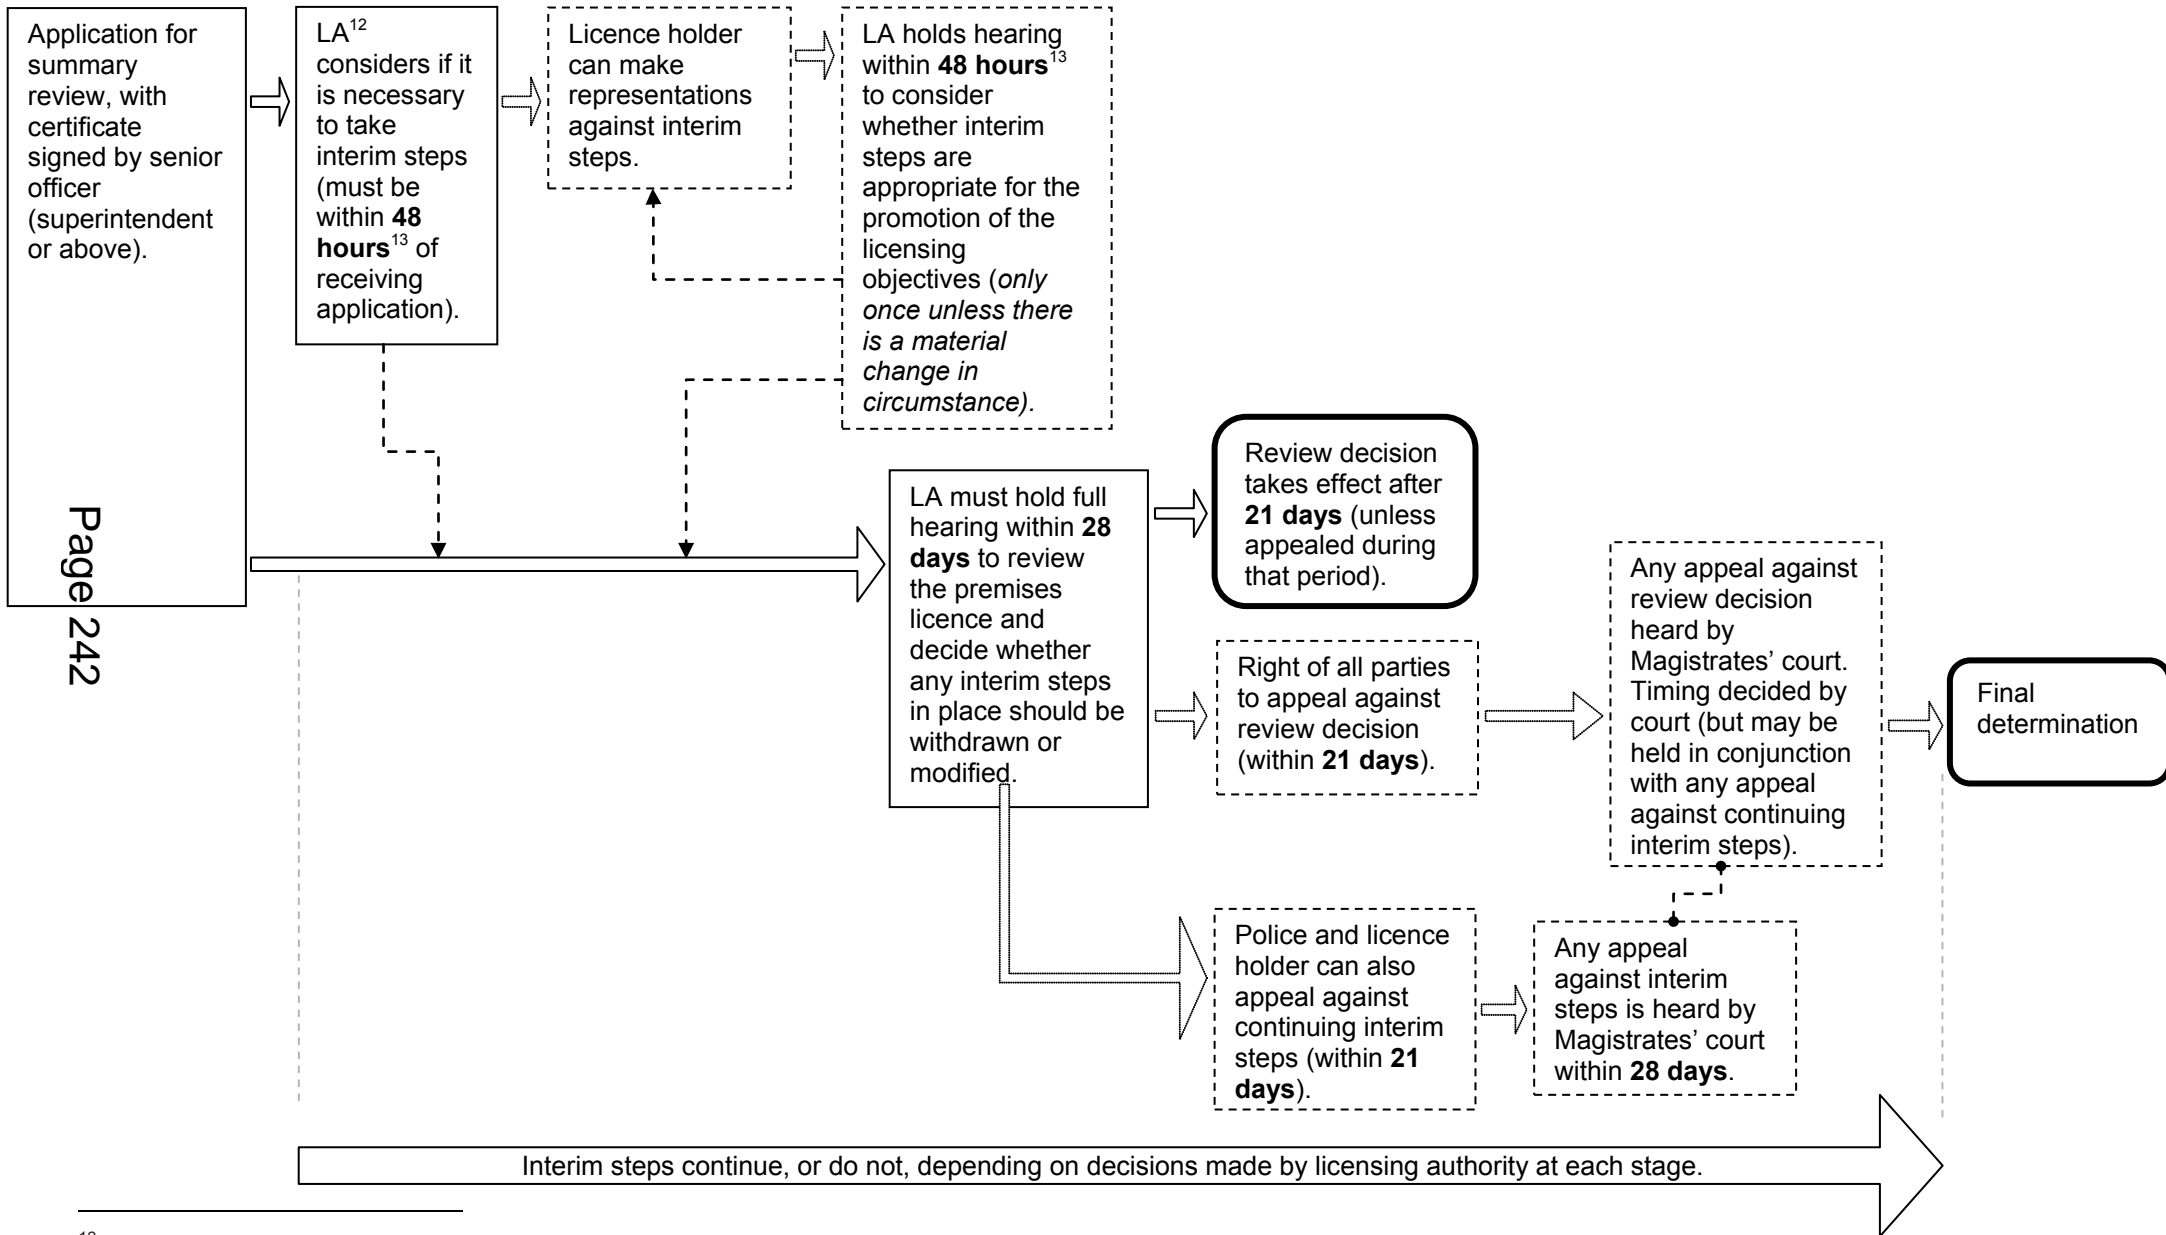 Application for
summary
review, with
certificate
signed by senior
officer
(superintendent
or above).
LA12
considers if it
is necessary
to take
interim steps
(must be
within 48
hours13 of
receiving
application).
Licence holder
can make
representations
against interim
steps.
LA holds hearing
within 48 hours13
to consider
whether interim
steps are
appropriate for the
promotion of the
licensing
objectives (only
once unless there
is a material
change in
circumstance).
LA must hold full
hearing within 28
days to review
the premises
licence and
decide whether
any interim steps
in place should be
withdrawn or
modified.
Review decision
takes effect after
21 days (unless
appealed during
that period).
Right of all parties
to appeal against
review decision
(within 21 days).
Any appeal against
review decision
heard by
Magistrates’ court.
Timing decided by
court (but may be
held in conjunction
with any appeal
against continuing
interim steps).
Final
determination
Police and licence
holder can also
appeal against
continuing interim
steps (within 21
days).
Any appeal
against interim
steps is heard by
Magistrates’ court
within 28 days.
Interim steps continue, or do not, depending on decisions made by licensing authority at each stage.
Page 242